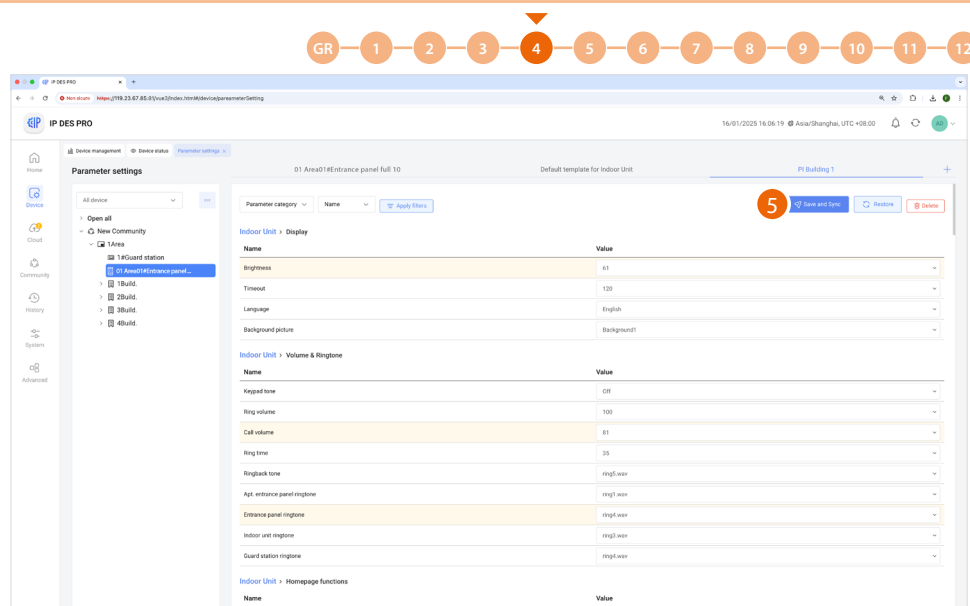 GR 1 2 3 4 5 6 7 8 9 10 11 12
IP DES PRO
Non sicuro https://119.23.67.85:81/vue3/index.html#/device/pareameterSetting
IP DES PRO
16/01/2025 16:06:19 Asia/Shanghai, UTC +08:00
Device management Device status Parameter settings ×
Home
Device
Cloud
Community
History
System
Advanced
Parameter settings
01 Area01#Entrance panel full 10 Default template for Indoor Unit PI Building 1 +
All device
Open all
New Community
1Area
1#Guard station
01 Area01#Entrance panel...
1Build.
2Build.
3Build.
4Build.
Parameter category Name Apply filters
5 Save and Sync Restore Delete
Indoor Unit > Display
Name Value
Brightness 61
Timeout 120
Language English
Background picture Background1
Indoor Unit > Volume & Ringtone
Name Value
Keypad tone Off
Ring volume 100
Call volume 81
Ring time 35
Ringback tone ring5.wav
Apt. entrance panel ringtone ring1.wav
Entrance panel ringtone ring4.wav
Indoor unit ringtone ring3.wav
Guard station ringtone ring4.wav
Indoor Unit > Homepage functions
Name Value